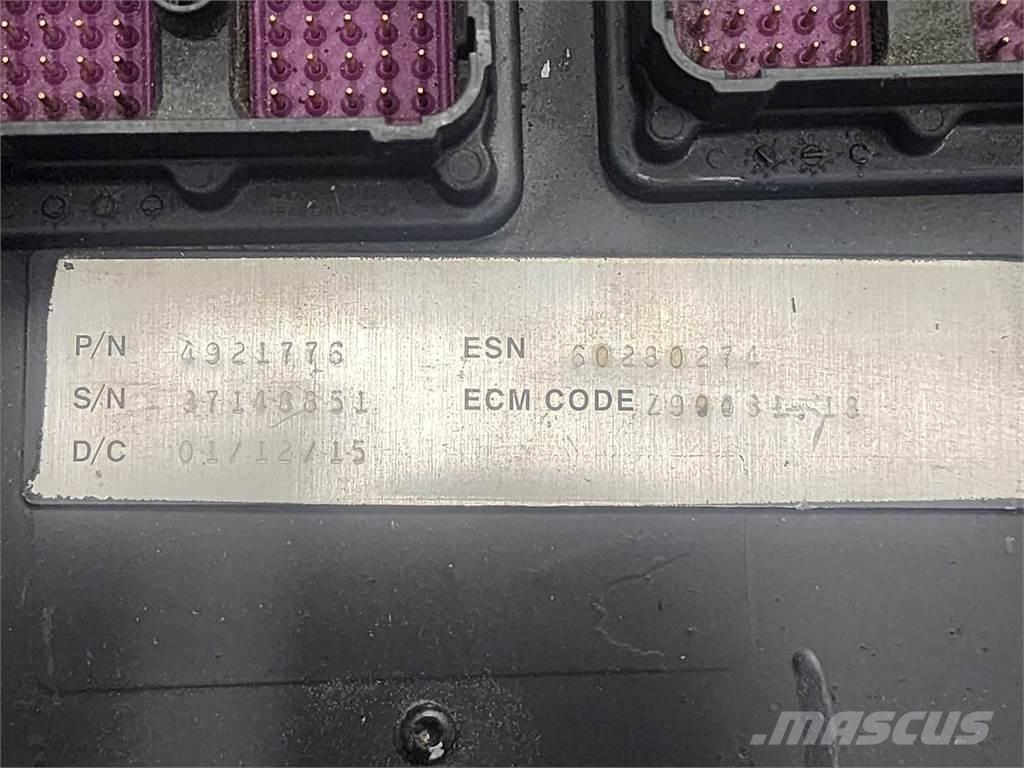 P/N 4921776 ESN 60280274
S/N 37148851 ECM CODE
D/C 01/12/15
MASCUS